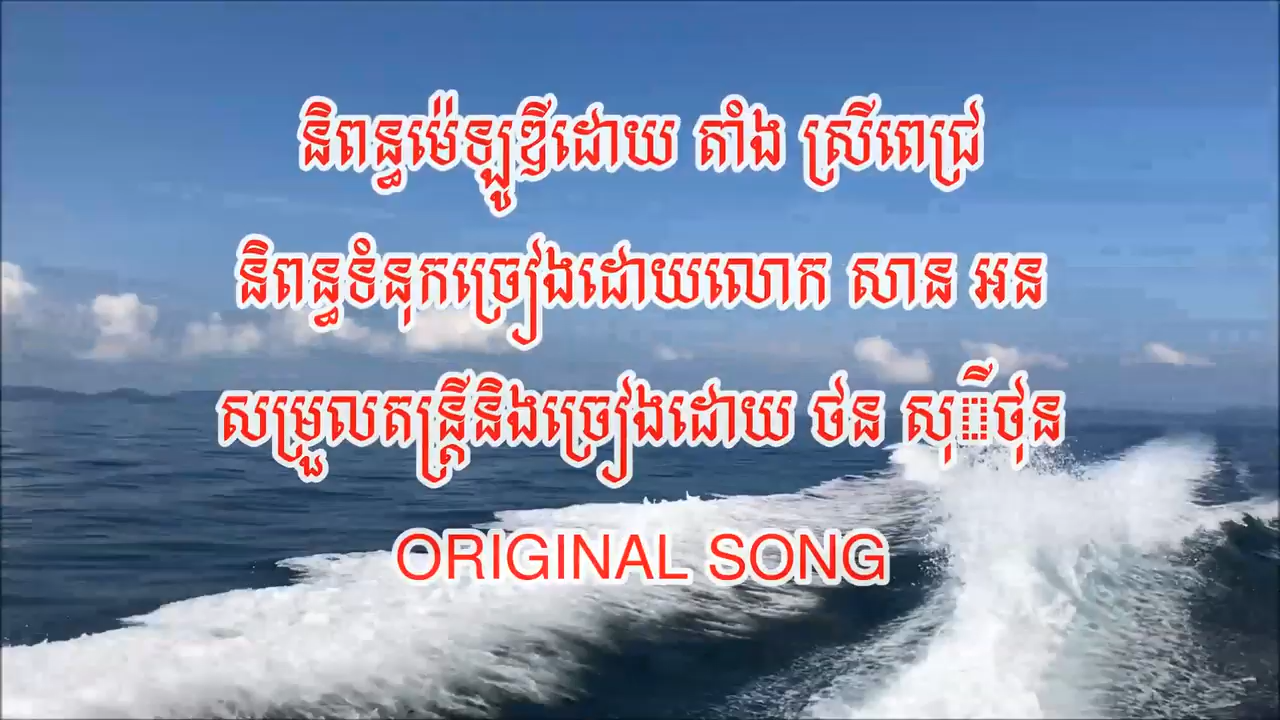 និពន្ធម៉េឡូឌីដោយ តាំង ស្រីពេជ្រ
និពន្ធទំនុកច្រៀងដោយលោក សាន អន
សម្រួលតន្ត្រីនិងច្រៀងដោយ ថន សុីថុន
ORIGINAL SONG